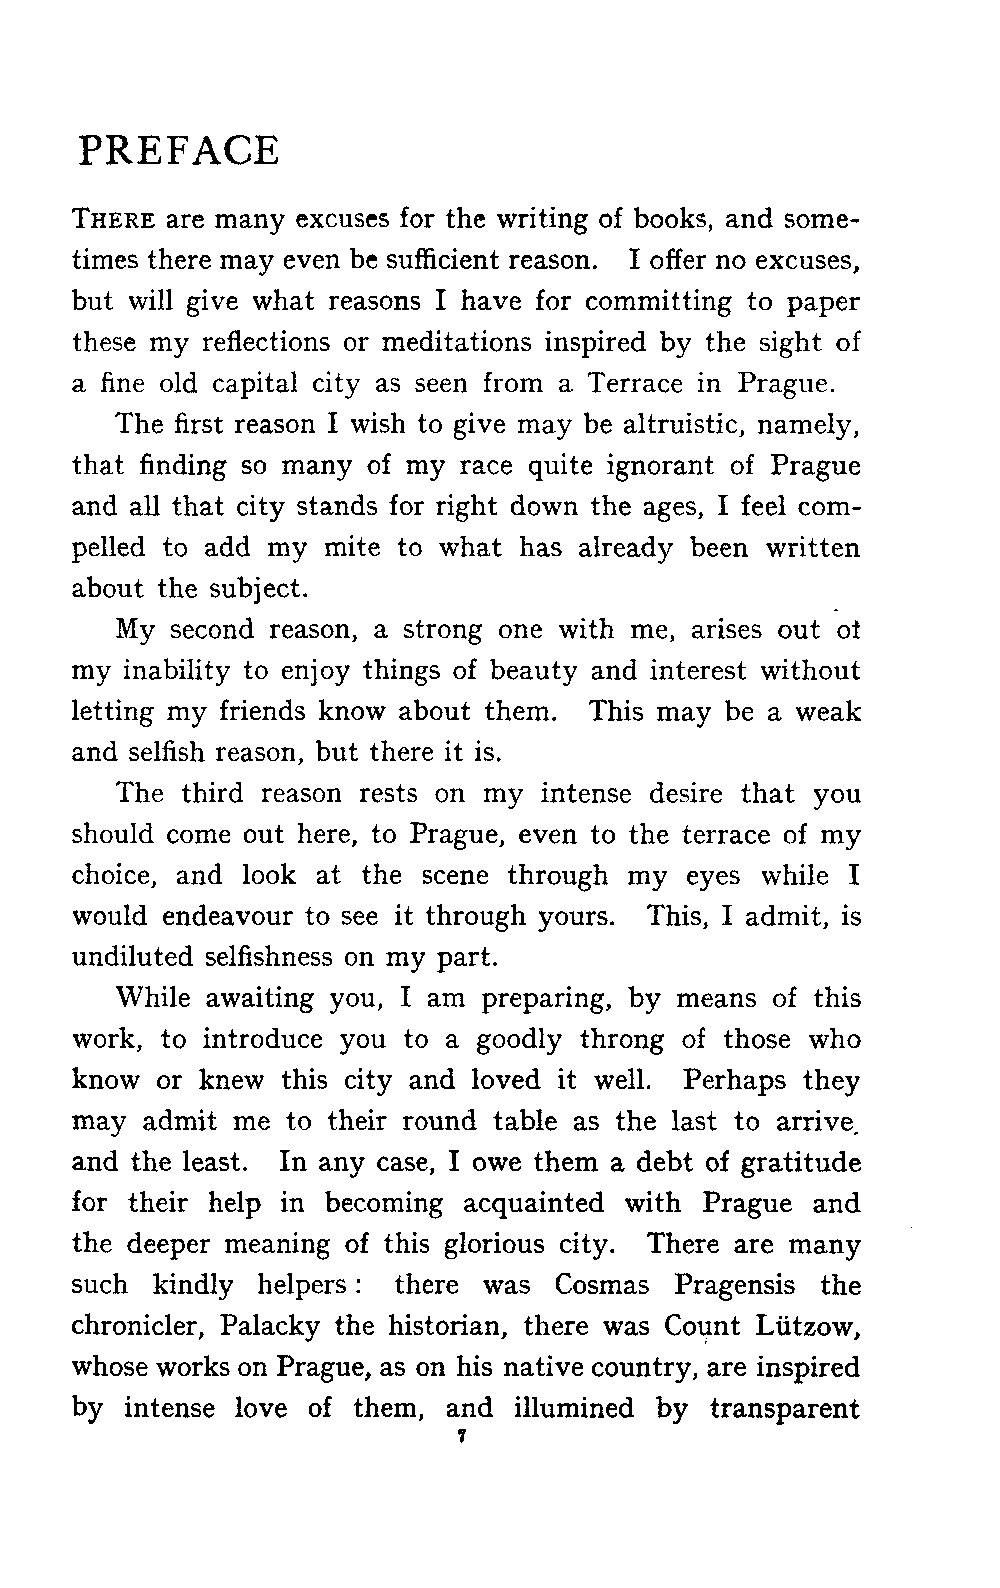 PREFACE
THERE are many excuses for the writing of books, and some-
times there may even be sufficient reason. I offer no excuses,
but will give what reasons I have for committing to paper
these my reflections or meditations inspired by the sight of
a fine old capital city as seen from a Terrace in Prague.
The first reason I wish to give may be altruistic, namely,
that finding so many of my race quite ignorant of Prague
and all that city stands for right down the ages, I feel com-
pelled to add my mite to what has already been written
about the subject.
My second reason, a strong one with me, arises out of
my inability to enjoy things of beauty and interest without
letting my friends know about them. This may be a weak
and selfish reason, but there it is.
The third reason rests on my intense desire that you
should come out here, to Prague, even to the terrace of my
choice, and look at the scene through my eyes while I
would endeavour to see it through yours. This, I admit, is
undiluted selfishness on my part.
While awaiting you, I am preparing, by means of this
work, to introduce you to a goodly throng of those who
know or knew this city and loved it well. Perhaps they
may admit me to their round table as the last to arrive,
and the least. In any case, I owe them a debt of gratitude
for their help in becoming acquainted with Prague and
the deeper meaning of this glorious city. There are many
such kindly helpers: there was Cosmas Pragensis the
chronicler, Palacky the historian, there was Count Lützow,
whose works on Prague, as on his native country, are inspired
by intense love of them, and illumined by transparent
7